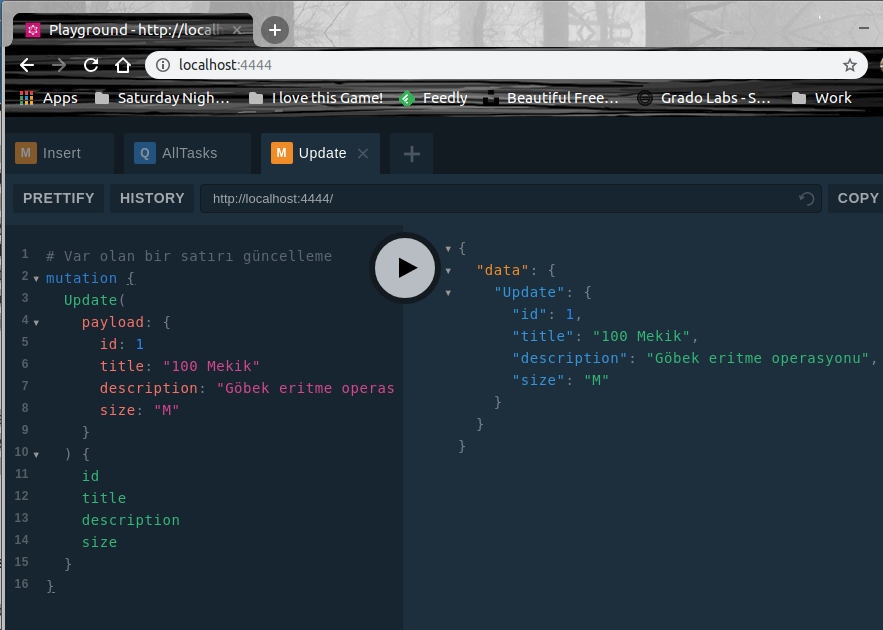 Playground - http://locall
localhost:4444
Apps
Saturday Nigh...
I love this Game!
Feedly
Beautiful Free...
Grado Labs - S...
Work
M Insert
Q AllTasks
M Update
PRETTIFY
HISTORY
http://localhost:4444/
COPY
1 # Var olan bir satırı güncelleme
2 mutation {
3 Update(
4 payload: {
5 id: 1
6 title: "100 Mekik"
7 description: "Göbek eritme operas
8 size: "M"
9 }
10 ) {
11 id
12 title
13 description
14 size
15 }
16 }
{
"data": {
"Update": {
"id": 1,
"title": "100 Mekik",
"description": "Göbek eritme operasyonu",
"size": "M"
}
}
}